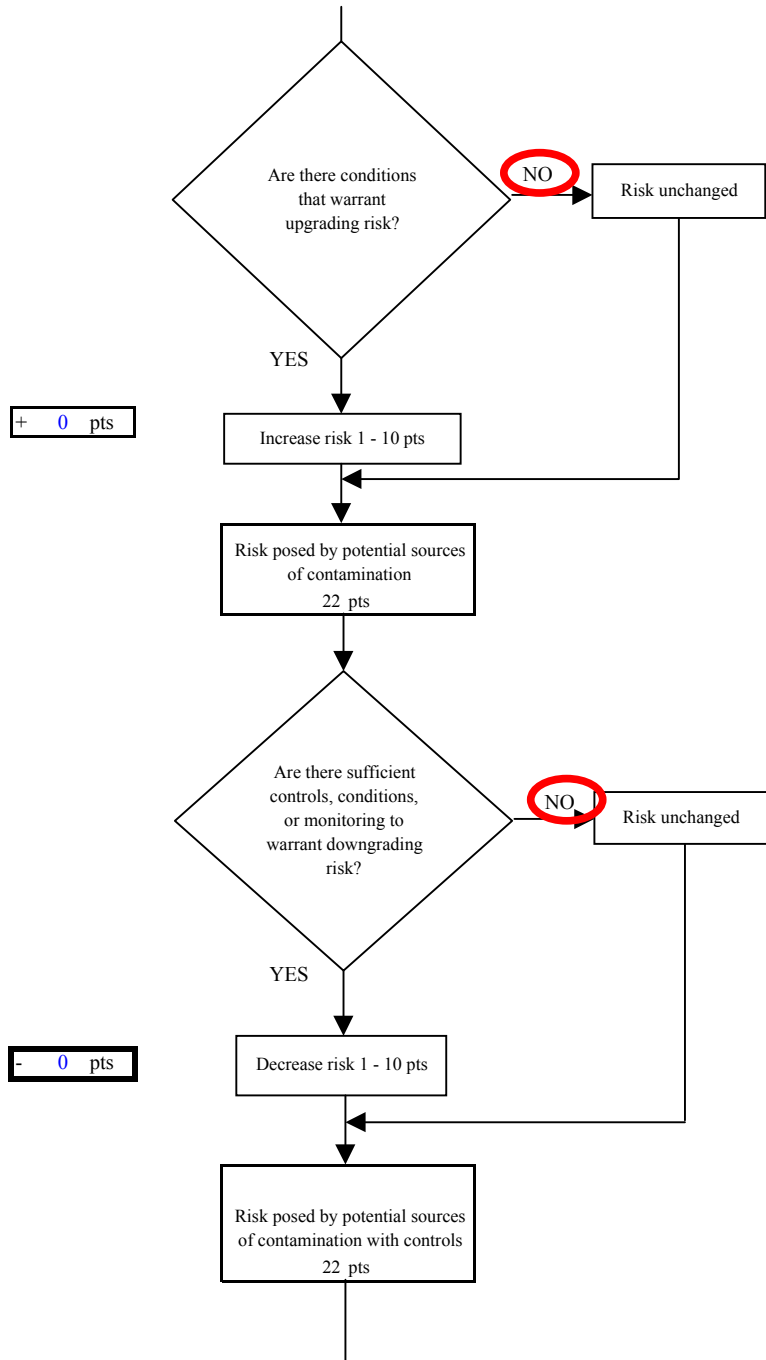 Are there conditions
that warrant
upgrading risk?
NO
Risk unchanged
YES
+ 0 pts
Increase risk 1 - 10 pts
Risk posed by potential sources
of contamination
22 pts
Are there sufficient
controls, conditions,
or monitoring to
warrant downgrading
risk?
NO
Risk unchanged
YES
- 0 pts
Decrease risk 1 - 10 pts
Risk posed by potential sources
of contamination with controls
22 pts